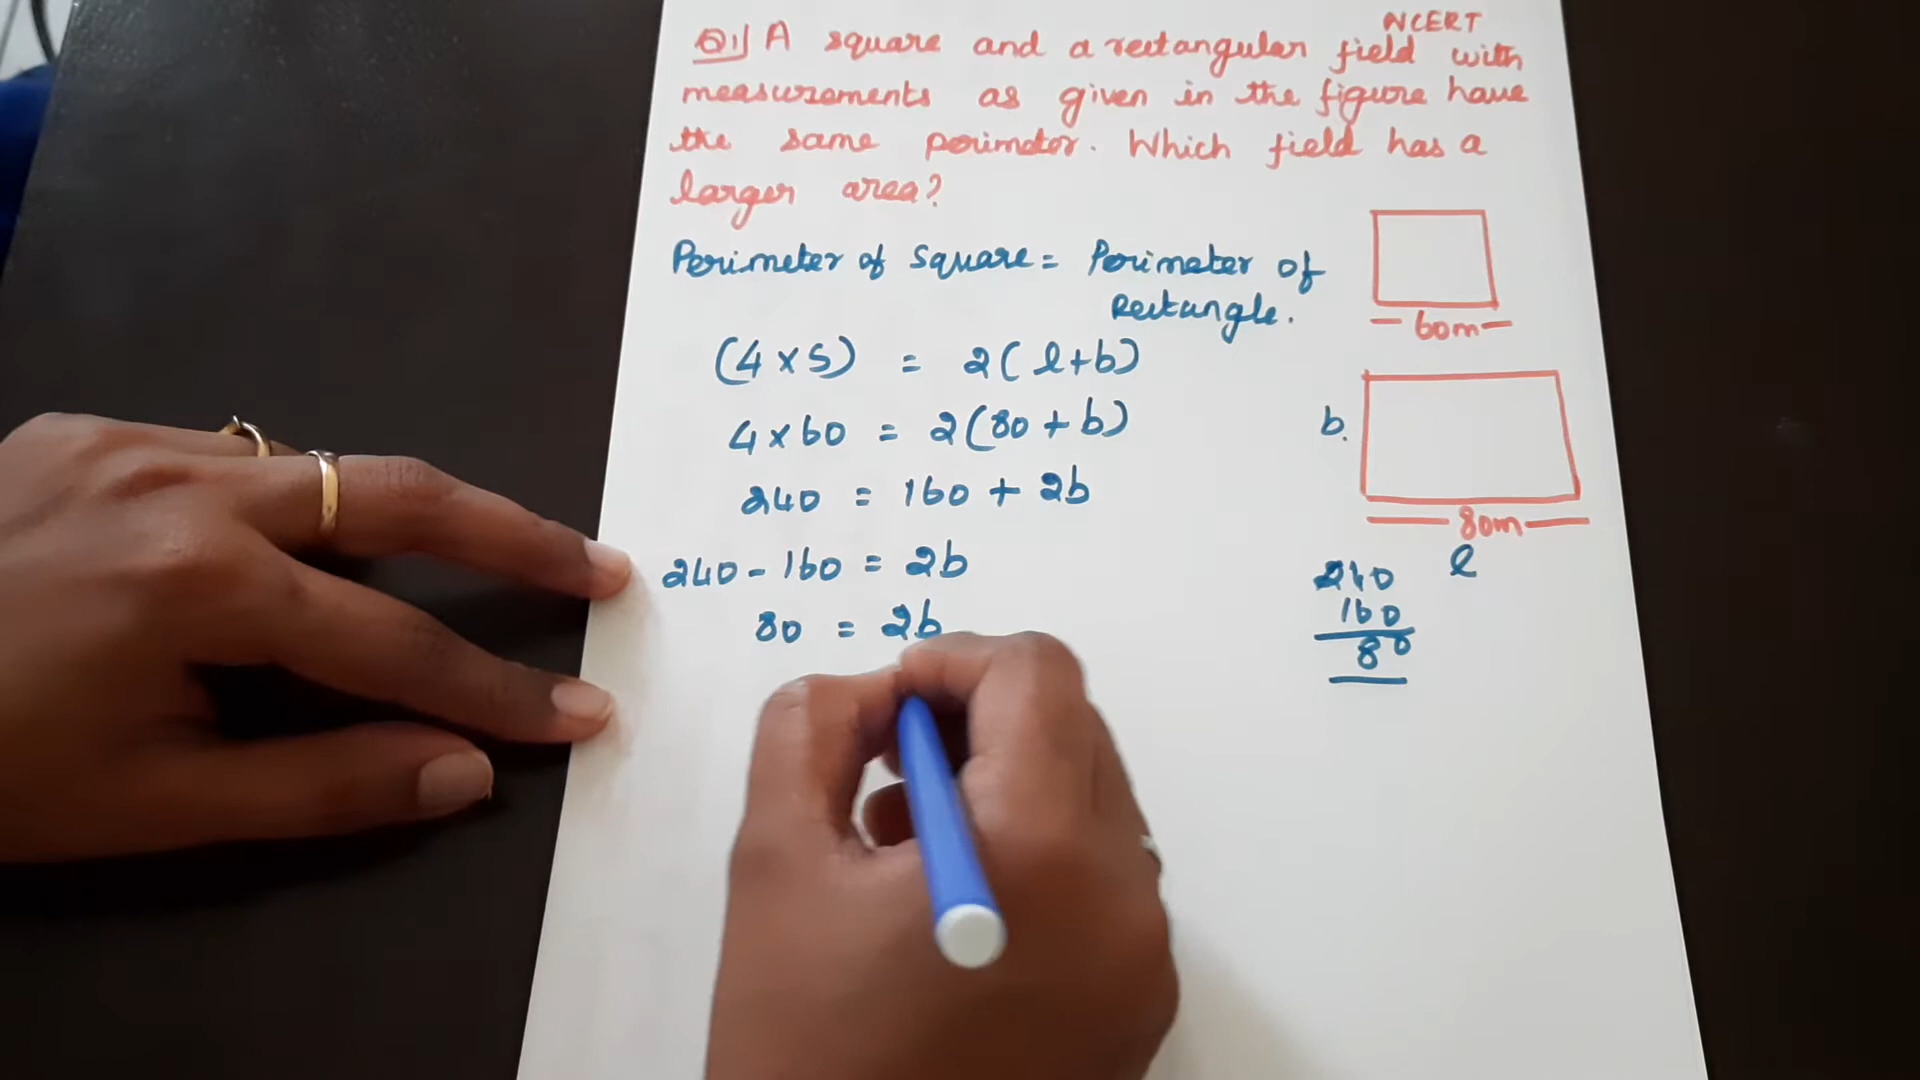 NCERT
Q1) A square and a rectangular field with
measurements as given in the figure have
the same perimeter. Which field has a
larger area?
Perimeter of Square = Perimeter of
Rectangle.
60m
(4 x S) = 2( l+b)
4 x 60 = 2(80 + b)
b.
240 = 160 + 2b
80m
l
240 - 160 = 2b
80 = 2b
240
160
80